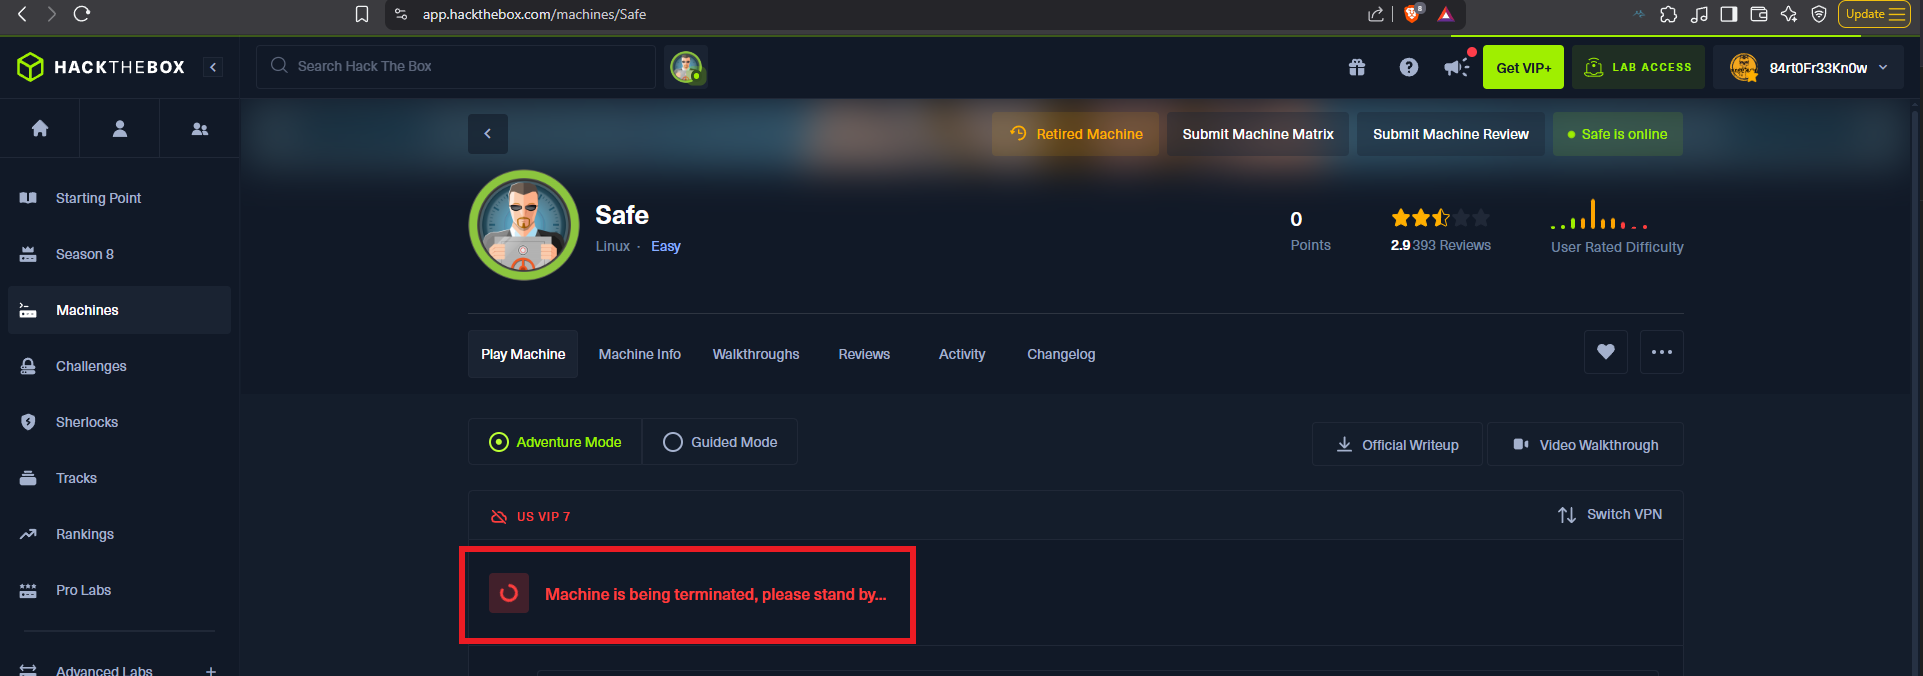 app.hackthebox.com/machines/Safe
8
Update
HACKTHEBOX
Search Hack The Box
Get VIP+
LAB ACCESS
84rt0Fr33Kn0w
Retired Machine
Submit Machine Matrix
Submit Machine Review
Safe is online
Starting Point
Season 8
Machines
Challenges
Sherlocks
Tracks
Rankings
Pro Labs
Advanced Labs
Safe
Linux · Easy
0
Points
2.9 393 Reviews
User Rated Difficulty
Play Machine
Machine Info
Walkthroughs
Reviews
Activity
Changelog
Adventure Mode
Guided Mode
Official Writeup
Video Walkthrough
US VIP 7
Switch VPN
Machine is being terminated, please stand by...